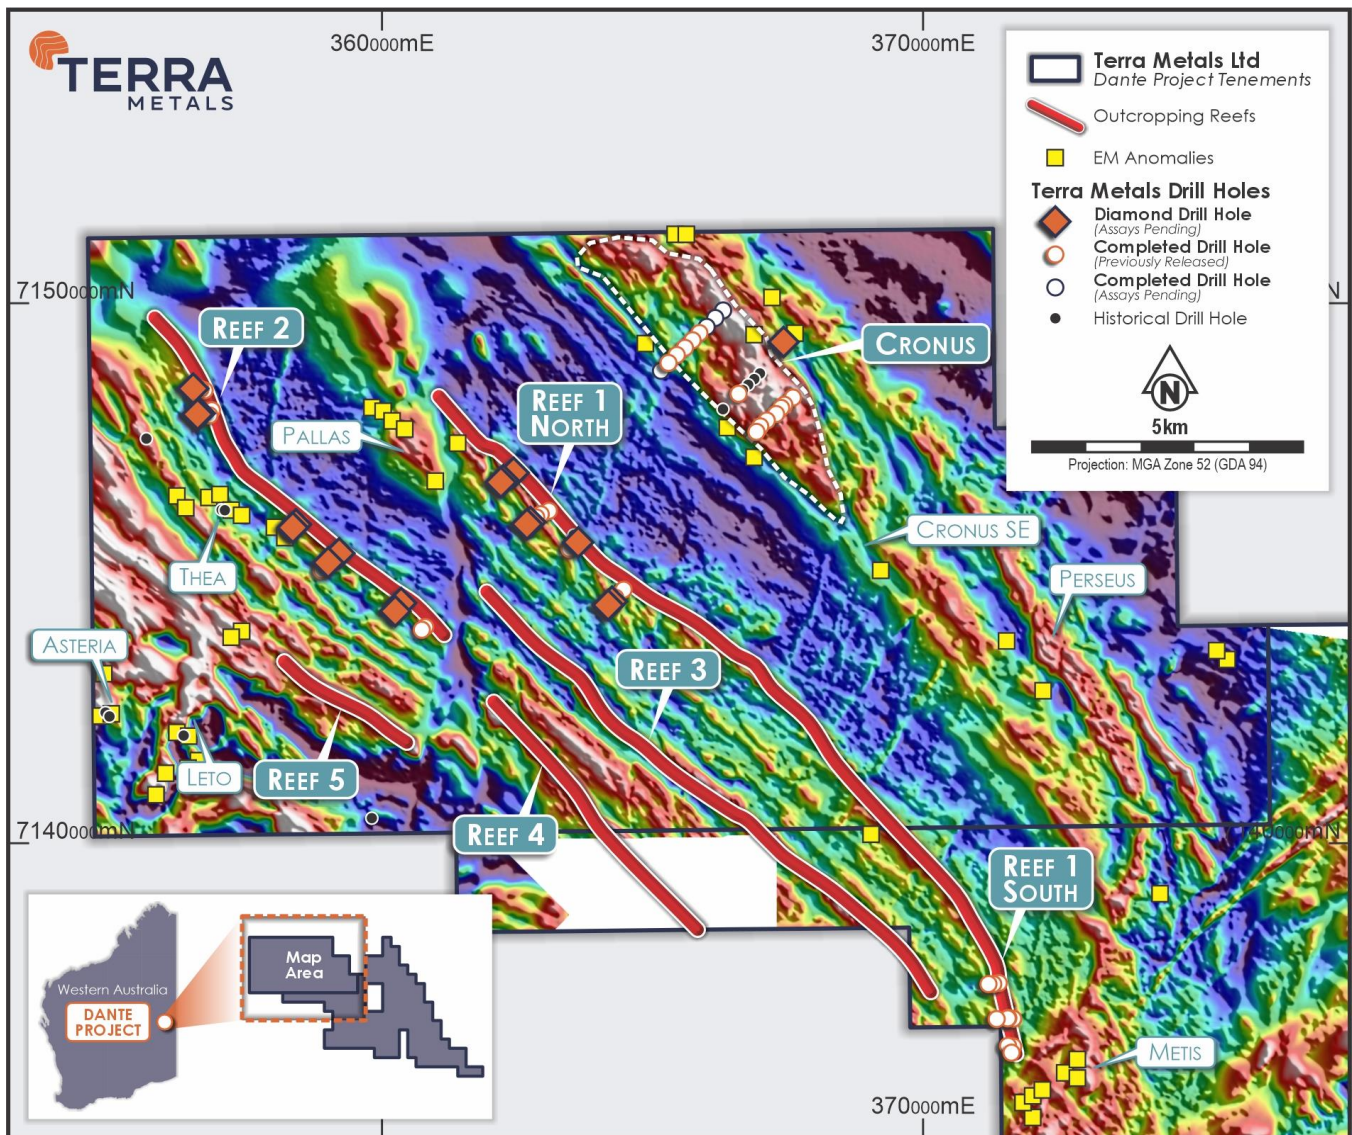 360000mE
370000mE
TERRA
METALS
Terra Metals Ltd
Dante Project Tenements
Outcropping Reefs
EM Anomalies
Terra Metals Drill Holes
Diamond Drill Hole
(Assays Pending)
Completed Drill Hole
(Previously Released)
Completed Drill Hole
(Assays Pending)
Historical Drill Hole
N
5km
Projection: MGA Zone 52 (GDA 94)
7150000mN
N
REEF 2
CRONUS
REEF 1
NORTH
PALLAS
CRONUS SE
THEA
PERSEUS
ASTERIA
REEF 3
LETO
REEF 5
REEF 4
7140000mN
REEF 1
SOUTH
Map
Area
Western Australia
DANTE
PROJECT
METIS
370000mE